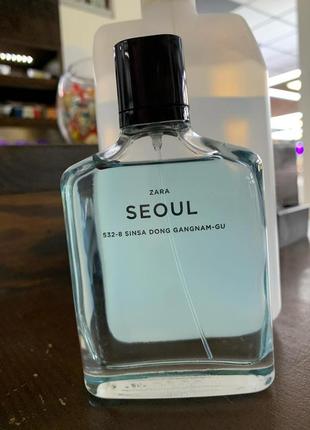 ZARA
SEOUL
532-8 SINSA DONG GANGNAM-GU